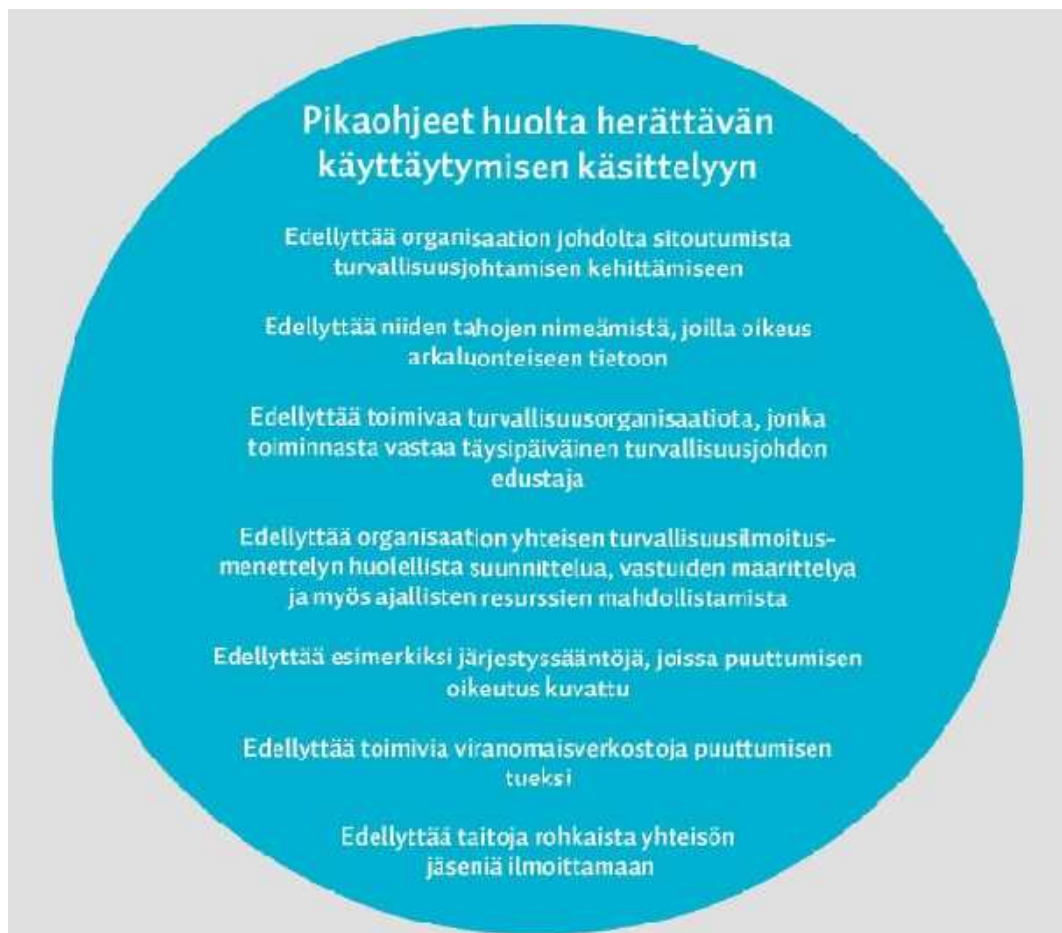 Pikaohjeet huolta herättävän
käyttäytymisen käsittelyyn
Edellyttää organisaation johdolta sitoutumista
turvallisuusjohtamisen kehittämiseen
Edellyttää niiden tahojen nimeämistä, joilla oikeus
arkaluonteiseen tietoon
Edellyttää toimivaa turvallisuusorganisaatiota, jonka
toiminnasta vastaa täysipäiväinen turvallisuusjohdon
edustaja
Edellyttää organisaation yhteisen turvallisuusilmoitus-
menettelyn huolellista suunnittelua, vastuiden määrittelyä
ja myös ajallisten resurssien mahdollistamista
Edellyttää esimerkiksi järjestyssääntöjä, joissa puuttumisen
oikeutus kuvattu
Edellyttää toimivia viranomaisverkostoja puuttumisen
tueksi
Edellyttää taitoja rohkaista yhteisön
jäseniä ilmoittamaan